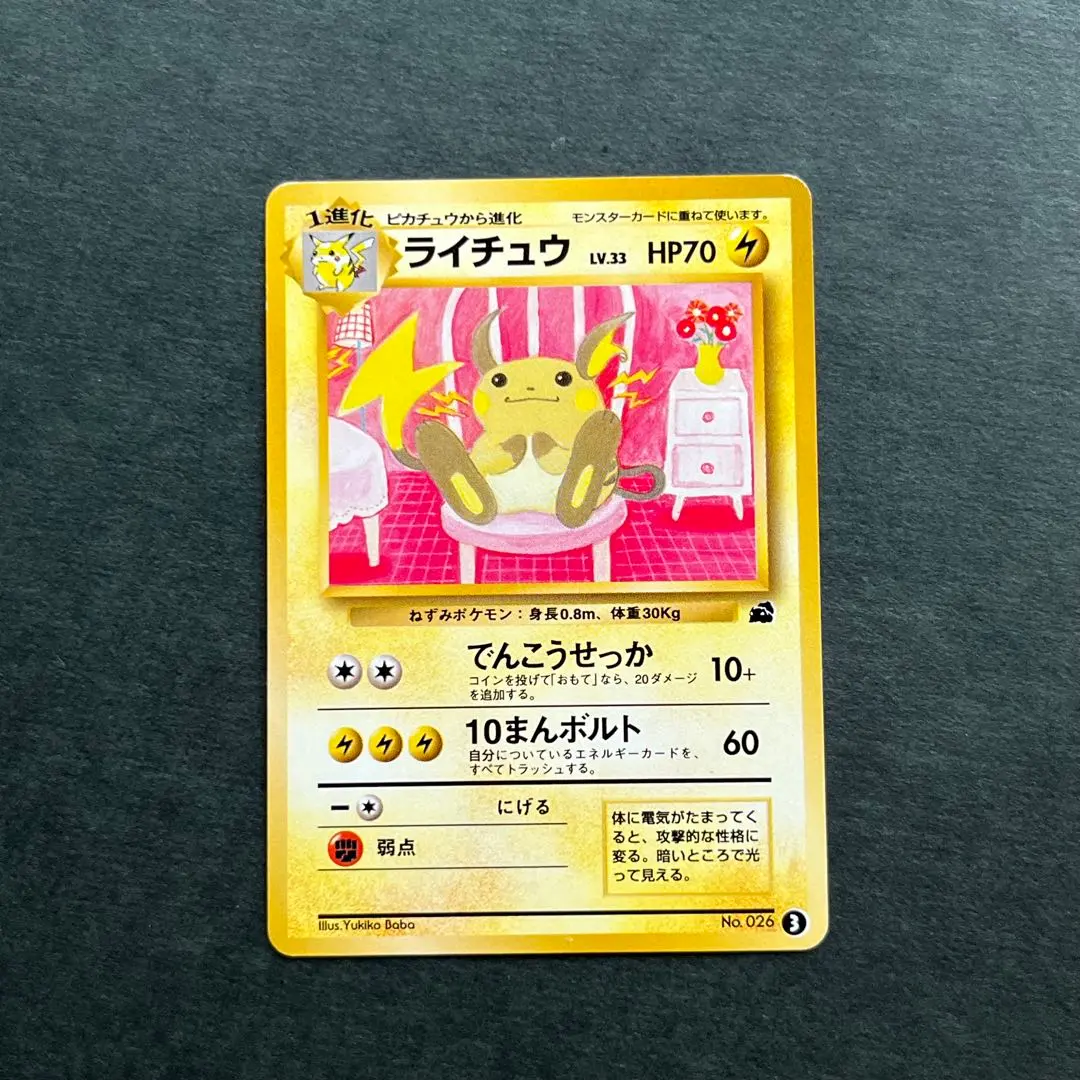 1進化 ピカチュウから進化 モンスターカードに重ねて使います。
ライチュウ LV.33 HP70
ねずみポケモン：身長0.8m、体重30Kg
でんこうせっか 10+
コインを投げて「おもて」なら、20ダメージ
を追加する。
10まんボルト 60
自分についているエネルギーカードを、
すべてトラッシュする。
にげる
弱点
体に電気がたまってく
ると、攻撃的な性格に
変る。暗いところで光
って見える。
Illus.Yukiko Baba No.026 3